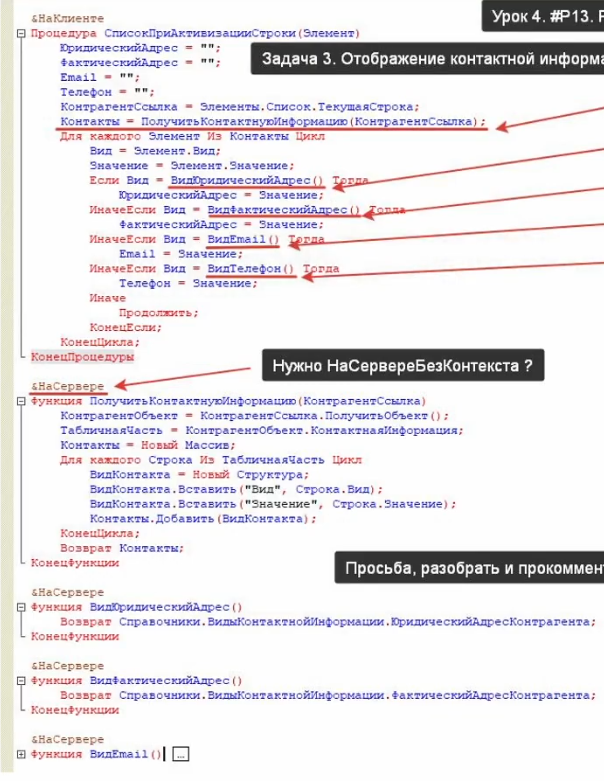 Урок 4. #P13. Р
&НаКлиенте
Процедура СписокПриАктивизацииСтроки(Элемент)
ЮридическийАдрес = "";
ФактическийАдрес = "";
Задача 3. Отображение контактной информа
Email = "";
Телефон = "";
КонтрагентСсылка = Элементы.Список.ТекущаяСтрока;
Контакты = ПолучитьКонтактнуюИнформацию(КонтрагентСсылка);
Для каждого Элемент Из Контакты Цикл
Вид = Элемент.Вид;
Значение = Элемент.Значение;
Если Вид = ВидЮридическийАдрес() Тогда
ЮридическийАдрес = Значение;
ИначеЕсли Вид = ВидФактическийАдрес() Тогда
ФактическийАдрес = Значение;
ИначеЕсли Вид = ВидEmail() Тогда
Email = Значение;
ИначеЕсли Вид = ВидТелефон() Тогда
Телефон = Значение;
Иначе
Продолжить;
КонецЕсли;
КонецЦикла;
КонецПроцедуры
Нужно НаСервереБезКонтекста ?
&НаСервере
Функция ПолучитьКонтактнуюИнформацию(КонтрагентСсылка)
КонтрагентОбъект = КонтрагентСсылка.ПолучитьОбъект();
ТабличнаяЧасть = КонтрагентОбъект.КонтактнаяИнформация;
Контакты = Новый Массив;
Для каждого Строка Из ТабличнаяЧасть Цикл
ВидКонтакта = Новый Структура;
ВидКонтакта.Вставить("Вид", Строка.Вид);
ВидКонтакта.Вставить("Значение", Строка.Значение);
Контакты.Добавить(ВидКонтакта);
КонецЦикла;
Возврат Контакты;
КонецФункции
Просьба, разобрать и прокоммент
&НаСервере
Функция ВидЮридическийАдрес()
Возврат Справочники.ВидыКонтактнойИнформации.ЮридическийАдресКонтрагента;
КонецФункции
&НаСервере
Функция ВидФактическийАдрес()
Возврат Справочники.ВидыКонтактнойИнформации.ФактическийАдресКонтрагента;
КонецФункции
&НаСервере
Функция ВидEmail() ...